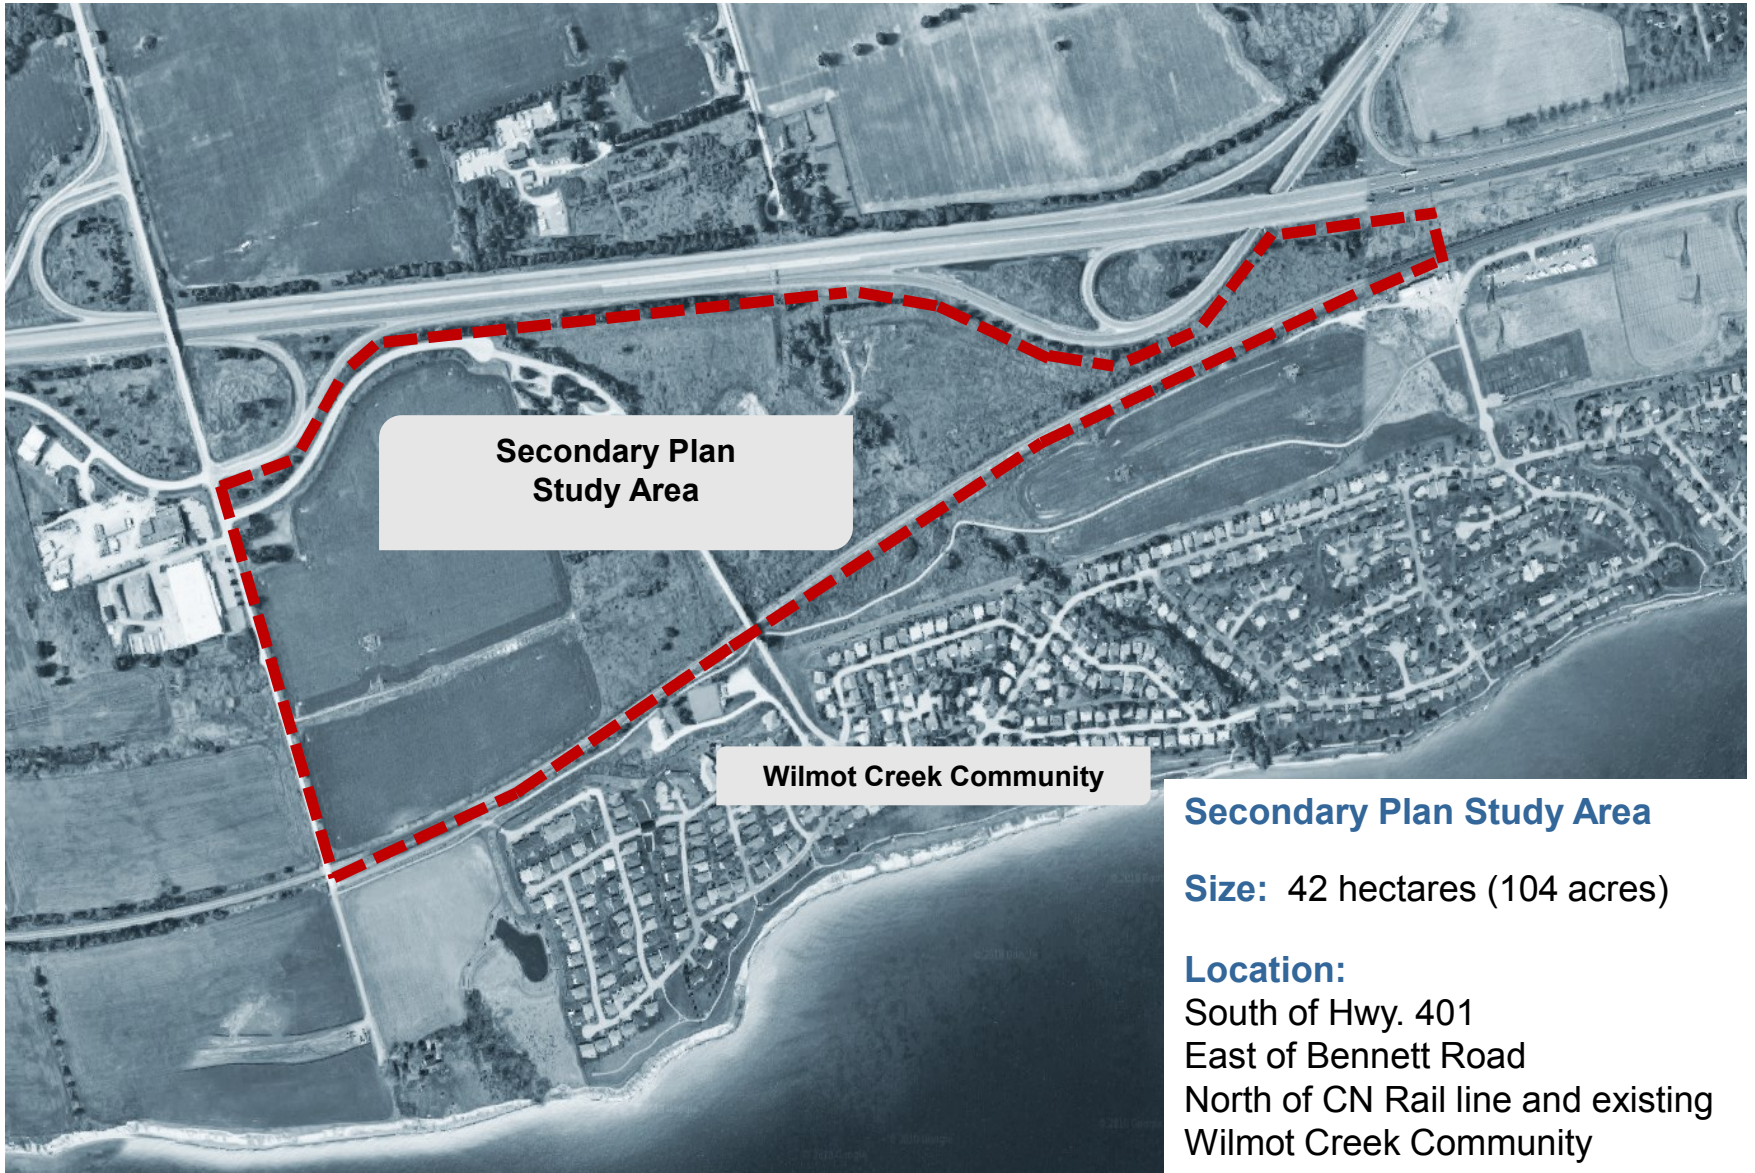 Secondary Plan
Study Area
Wilmot Creek Community
Secondary Plan Study Area
Size: 42 hectares (104 acres)
Location:
South of Hwy. 401
East of Bennett Road
North of CN Rail line and existing
Wilmot Creek Community